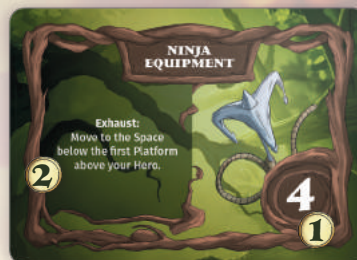 NINJA
EQUIPMENT
Exhaust:
Move to the Space
below the first Platform
above your Hero.
2
4
1